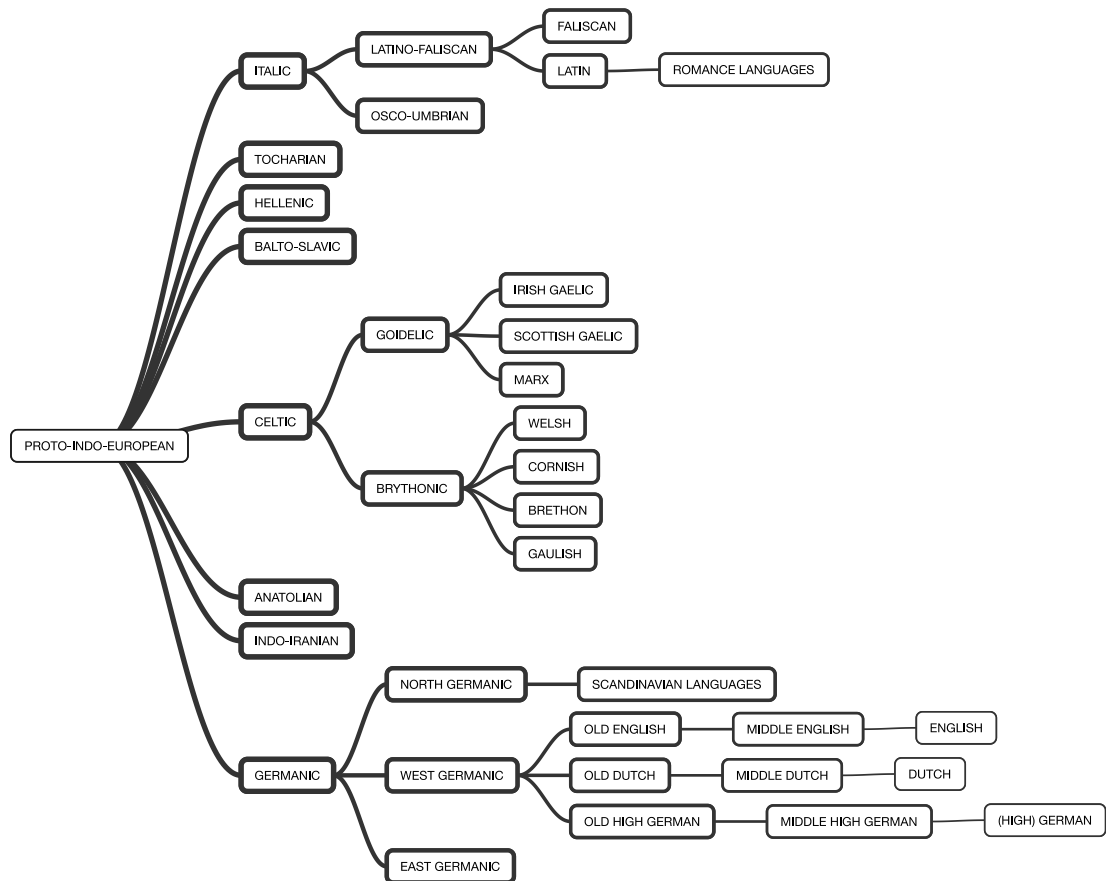 FALISCAN
LATINO-FALISCAN
ITALIC
LATIN
ROMANCE LANGUAGES
OSCO-UMBRIAN
TOCHARIAN
HELLENIC
BALTO-SLAVIC
IRISH GAELIC
GOIDELIC
SCOTTISH GAELIC
MARX
CELTIC
WELSH
PROTO-INDO-EUROPEAN
CORNISH
BRYTHONIC
BRETHON
GAULISH
ANATOLIAN
INDO-IRANIAN
NORTH GERMANIC
SCANDINAVIAN LANGUAGES
OLD ENGLISH
MIDDLE ENGLISH
ENGLISH
GERMANIC
WEST GERMANIC
OLD DUTCH
MIDDLE DUTCH
DUTCH
OLD HIGH GERMAN
MIDDLE HIGH GERMAN
(HIGH) GERMAN
EAST GERMANIC